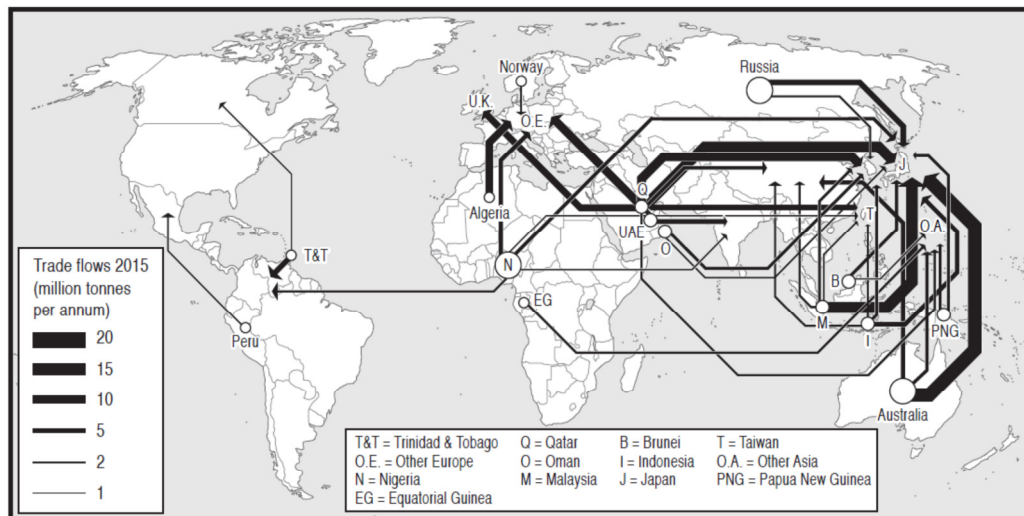 Norway
Russia
U.K.
O.E.
J
Q
Algeria
T
UAE
O
O.A.
T&T
N
B
EG
M
I
PNG
Peru
Australia
Trade flows 2015
(million tonnes
per annum)
20
15
10
5
2
1
T&T = Trinidad & Tobago Q = Qatar B = Brunei T = Taiwan
O.E. = Other Europe O = Oman I = Indonesia O.A. = Other Asia
N = Nigeria M = Malaysia J = Japan PNG = Papua New Guinea
EG = Equatorial Guinea